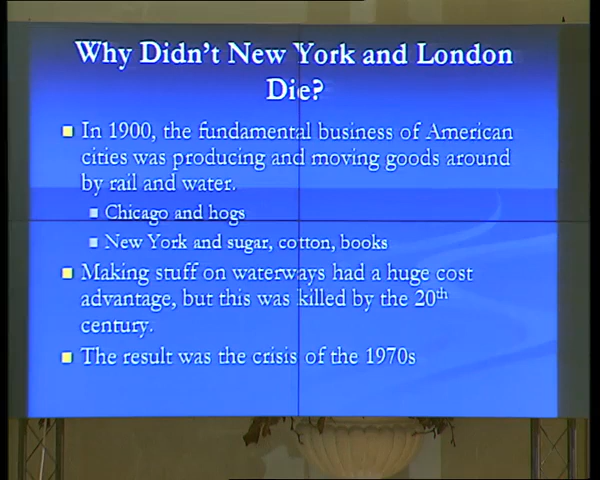 Why Didn't New York and London
Die?
In 1900, the fundamental business of American
cities was producing and moving goods around
by rail and water.
Chicago and hogs
New York and sugar, cotton, books
Making stuff on waterways had a huge cost
advantage, but this was killed by the 20th
century.
The result was the crisis of the 1970s